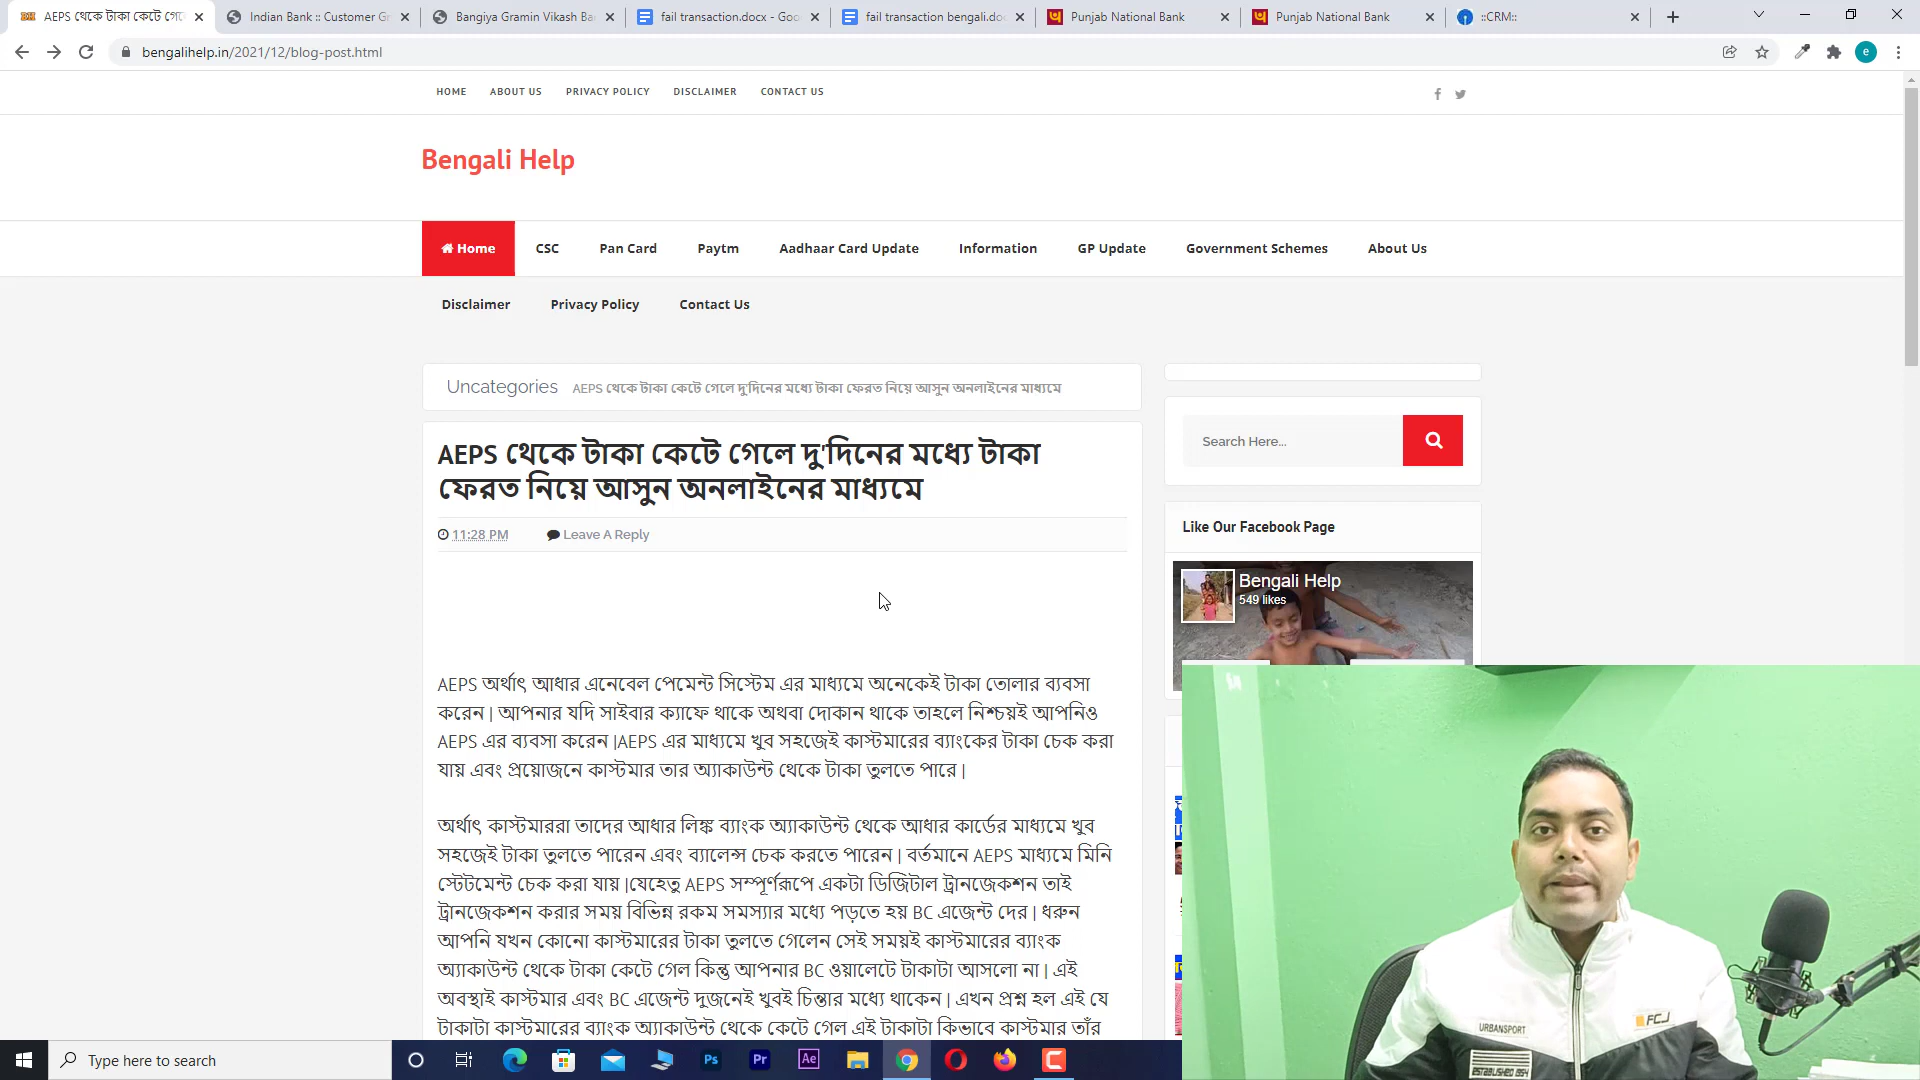 AEPS থেকে টাকা কেটে গেে
Indian Bank :: Customer Gr
Bangiya Gramin Vikash Ba
fail transaction.docx - Goo
fail transaction bengali.doc
Punjab National Bank
Punjab National Bank
::CRM::
bengalihelp.in/2021/12/blog-post.html
e
HOME ABOUT US PRIVACY POLICY DISCLAIMER CONTACT US
Bengali Help
Home CSC Pan Card Paytm Aadhaar Card Update Information GP Update Government Schemes About Us
Disclaimer Privacy Policy Contact Us
Uncategories AEPS থেকে টাকা কেটে গেলে দু'দিনের মধ্যে টাকা ফেরত নিয়ে আসুন অনলাইনের মাধ্যমে
AEPS থেকে টাকা কেটে গেলে দু'দিনের মধ্যে টাকা
ফেরত নিয়ে আসুন অনলাইনের মাধ্যমে
11:28 PM Leave A Reply
Search Here...
Like Our Facebook Page
Bengali Help
549 likes
AEPS অর্থাৎ আধার এনেবেল পেমেন্ট সিস্টেম এর মাধ্যমে অনেকেই টাকা তোলার ব্যবসা
করেন | আপনার যদি সাইবার ক্যাফে থাকে অথবা দোকান থাকে তাহলে নিশ্চয়ই আপনিও
AEPS এর ব্যবসা করেন |AEPS এর মাধ্যমে খুব সহজেই কাস্টমারের ব্যাংকের টাকা চেক করা
যায় এবং প্রয়োজনে কাস্টমার তার অ্যাকাউন্ট থেকে টাকা তুলতে পারে |
অর্থাৎ কাস্টমাররা তাদের আধার লিঙ্ক ব্যাংক অ্যাকাউন্ট থেকে আধার কার্ডের মাধ্যমে খুব
সহজেই টাকা তুলতে পারেন এবং ব্যালেন্স চেক করতে পারেন | বর্তমানে AEPS মাধ্যমে মিনি
স্টেটমেন্ট চেক করা যায় |যেহেতু AEPS সম্পূর্ণরূপে একটা ডিজিটাল ট্রানজেকশন তাই
ট্রানজেকশন করার সময় বিভিন্ন রকম সমস্যার মধ্যে পড়তে হয় BC এজেন্ট দের | ধরুন
আপনি যখন কোনো কাস্টমারের টাকা তুলতে গেলেন সেই সময়ই কাস্টমারের ব্যাংক
অ্যাকাউন্ট থেকে টাকা কেটে গেল কিন্তু আপনার BC ওয়ালেটে টাকাটা আসলো না | এই
অবস্থাই কাস্টমার এবং BC এজেন্ট দুজনেই খুবই চিন্তার মধ্যে থাকেন | এখন প্রশ্ন হল এই যে
টাকাটা কাস্টমারের ব্যাংক অ্যাকাউন্ট থেকে কেটে গেল এই টাকাটা কিভাবে কাস্টমার তাঁর
URBANSPORT
FCJ
ESTABLISHED 1954
Type here to search
Ps
Pr
Ae